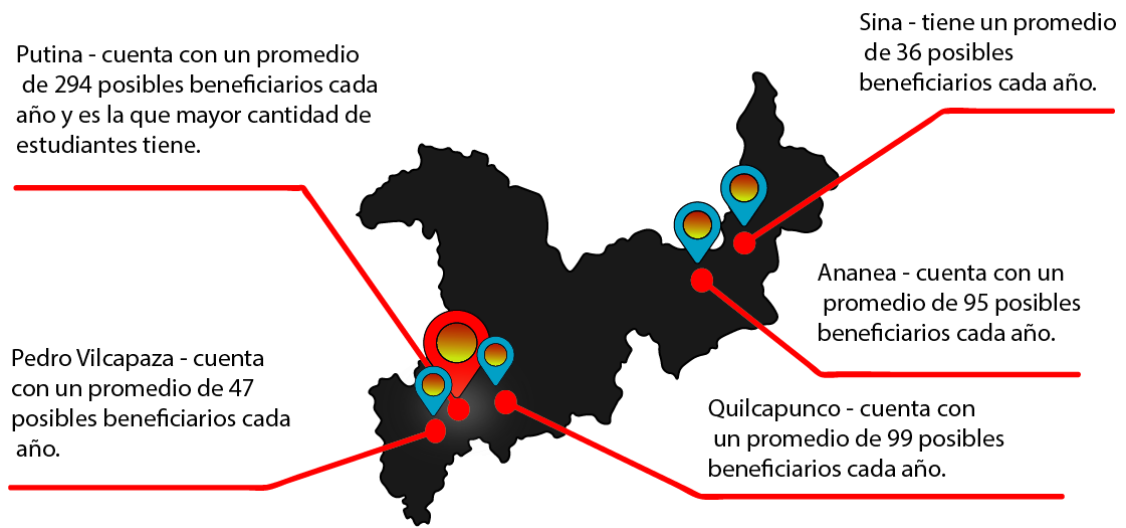 Putina - cuenta con un promedio
de 294 posibles beneficiarios cada
año y es la que mayor cantidad de
estudiantes tiene.
Sina - tiene un promedio
de 36 posibles
beneficiarios cada año.
Ananea - cuenta con un
promedio de 95 posibles
beneficiarios cada año.
Pedro Vilcapaza - cuenta
con un promedio de 47
posibles beneficiarios cada
año.
Quilcapunco - cuenta con
un promedio de 99 posibles
beneficiarios cada año.